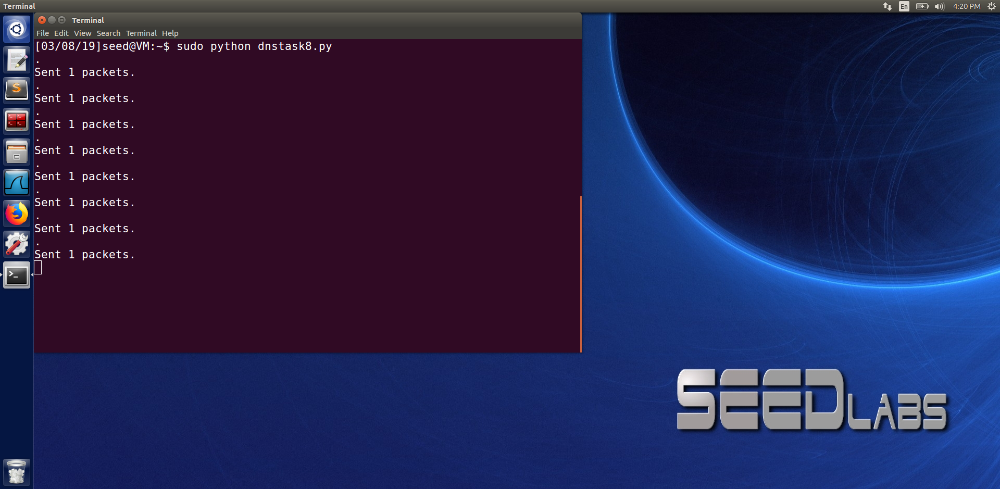 Terminal
En
4:20 PM
Terminal
File Edit View Search Terminal Help
[03/08/19]seed@VM:~$ sudo python dnstask8.py
.
Sent 1 packets.
.
Sent 1 packets.
.
Sent 1 packets.
.
Sent 1 packets.
.
Sent 1 packets.
.
Sent 1 packets.
.
Sent 1 packets.
.
Sent 1 packets.
SEED LABS